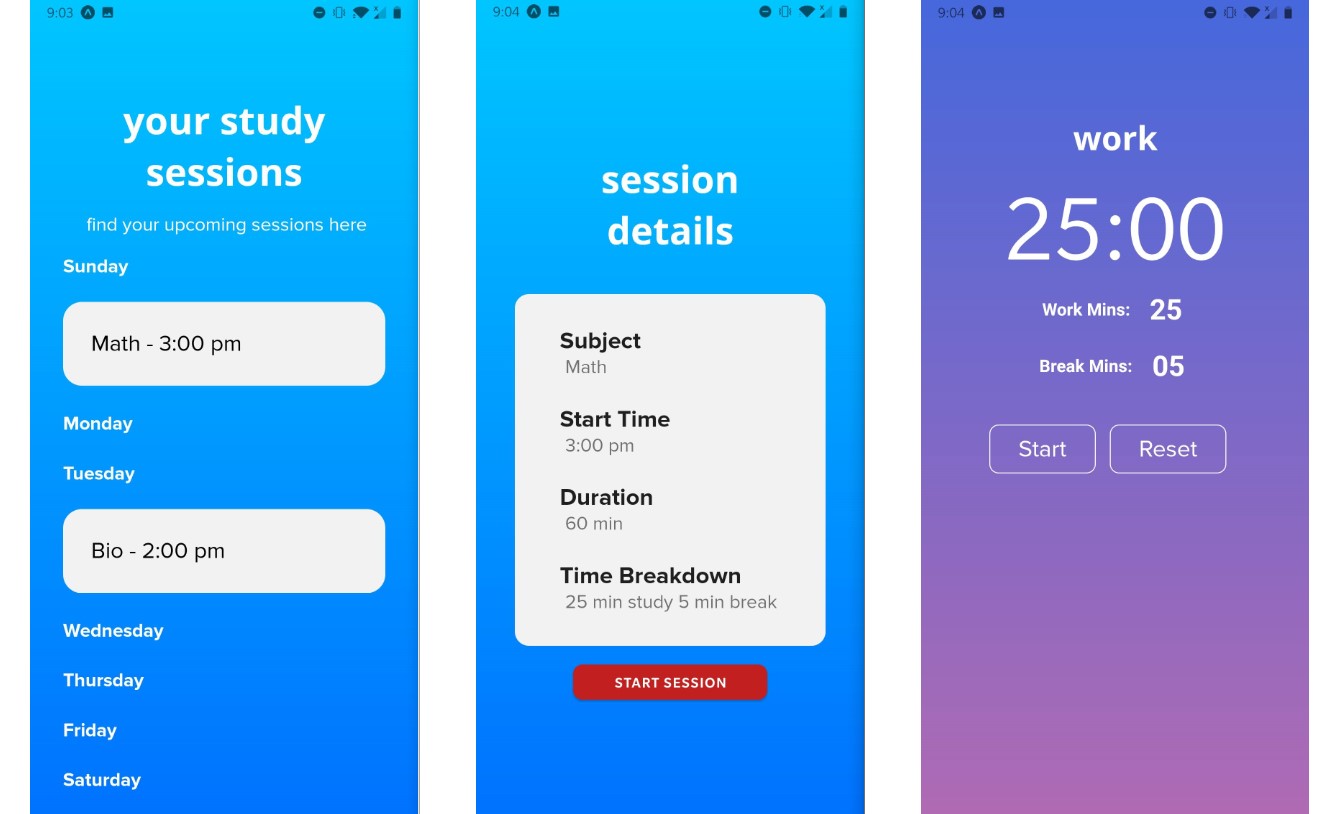 9:03
your study
sessions
find your upcoming sessions here
Sunday
Math - 3:00 pm
Monday
Tuesday
Bio - 2:00 pm
Wednesday
Thursday
Friday
Saturday
9:04
session
details
Subject
Math
Start Time
3:00 pm
Duration
60 min
Time Breakdown
25 min study 5 min break
START SESSION
9:04
work
25:00
Work Mins: 25
Break Mins: 05
Start Reset